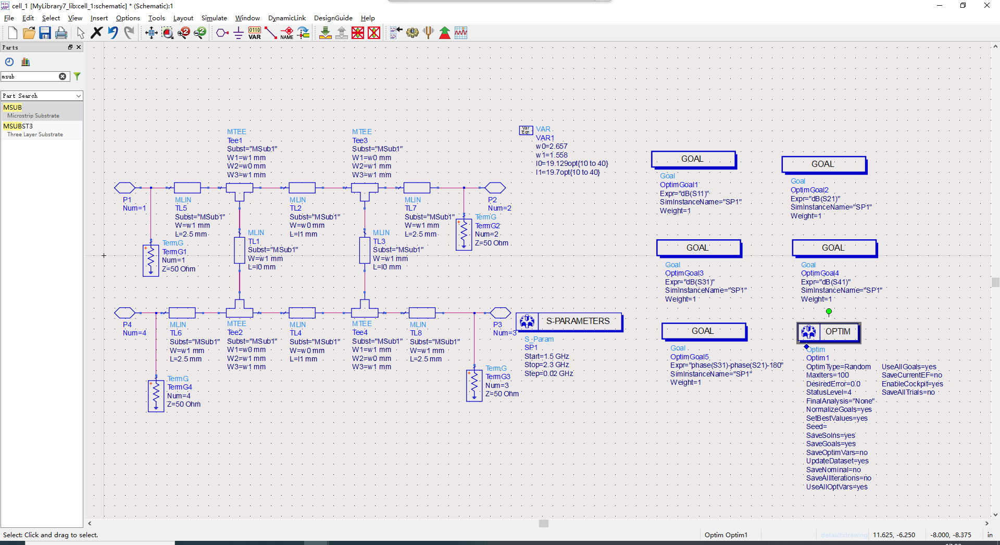 cell_1 [MyLibrary7_lib:cell_1:schematic] * (Schematic):1
File Edit Select View Insert Options Tools Layout Simulate Window DynamicLink DesignGuide Help
0110
VAR
NAME
Parts
msub
Part Search
MSUB
Microstrip Substrate
MSUBST3
Three Layer Substrate
MTEE
Tee1
Subst="MSub1"
W1=w1 mm
W2=w0 mm
W3=w1 mm
MTEE
Tee3
Subst="MSub1"
W1=w0 mm
W2=w1 mm
W3=w1 mm
Var
Eqn
VAR
VAR1
w0=2.657
w1=1.558
l0=19.129opt{10 to 40}
l1=19.7opt{10 to 40}
P1
Num=1
MLIN
TL5
Subst="MSub1"
W=w1 mm
L=2.5 mm
MLIN
TL2
Subst="MSub1"
W=w0 mm
L=l1 mm
MLIN
TL7
Subst="MSub1"
W=w1 mm
L=2.5 mm
P2
Num=2
TermG
TermG1
Num=1
Z=50 Ohm
MLIN
TL1
Subst="MSub1"
W=w1 mm
L=l0 mm
MLIN
TL3
Subst="MSub1"
W=w1 mm
L=l0 mm
TermG
TermG2
Num=2
Z=50 Ohm
P4
Num=4
MLIN
TL6
Subst="MSub1"
W=w1 mm
L=2.5 mm
MTEE
Tee2
Subst="MSub1"
W1=w0 mm
W2=w1 mm
W3=w1 mm
MLIN
TL4
Subst="MSub1"
W=w0 mm
L=l1 mm
MTEE
Tee4
Subst="MSub1"
W1=w1 mm
W2=w0 mm
W3=w1 mm
MLIN
TL8
Subst="MSub1"
W=w1 mm
L=2.5 mm
P3
Num=3
TermG
TermG4
Num=4
Z=50 Ohm
TermG
TermG3
Num=3
Z=50 Ohm
S-PARAMETERS
S_Param
SP1
Start=1.5 GHz
Stop=2.3 GHz
Step=0.02 GHz
GOAL
Goal
OptimGoal1
Expr="dB(S11)"
SimInstanceName="SP1"
Weight=1
GOAL
Goal
OptimGoal2
Expr="dB(S21)"
SimInstanceName="SP1"
Weight=1
GOAL
Goal
OptimGoal3
Expr="dB(S31)"
SimInstanceName="SP1"
Weight=1
GOAL
Goal
OptimGoal4
Expr="dB(S41)"
SimInstanceName="SP1"
Weight=1
GOAL
Goal
OptimGoal5
Expr="phase(S31)-phase(S21)-180"
SimInstanceName="SP1"
Weight=1
OPTIM
Optim
Optim1
OptimType=Random
MaxIters=100
DesiredError=0.0
StatusLevel=4
FinalAnalysis="None"
NormalizeGoals=yes
SetBestValues=yes
Seed=
SaveSolns=yes
SaveGoals=yes
SaveOptimVars=no
UpdateDataset=yes
SaveNominal=no
SaveAllIterations=no
UseAllOptVars=yes
UseAllGoals=yes
SaveCurrentEF=no
EnableCockpit=yes
SaveAllTrials=no
Select: Click and drag to select.
Optim Optim1
default:drawing
11.625, -6.250
-8.000, -8.375
in